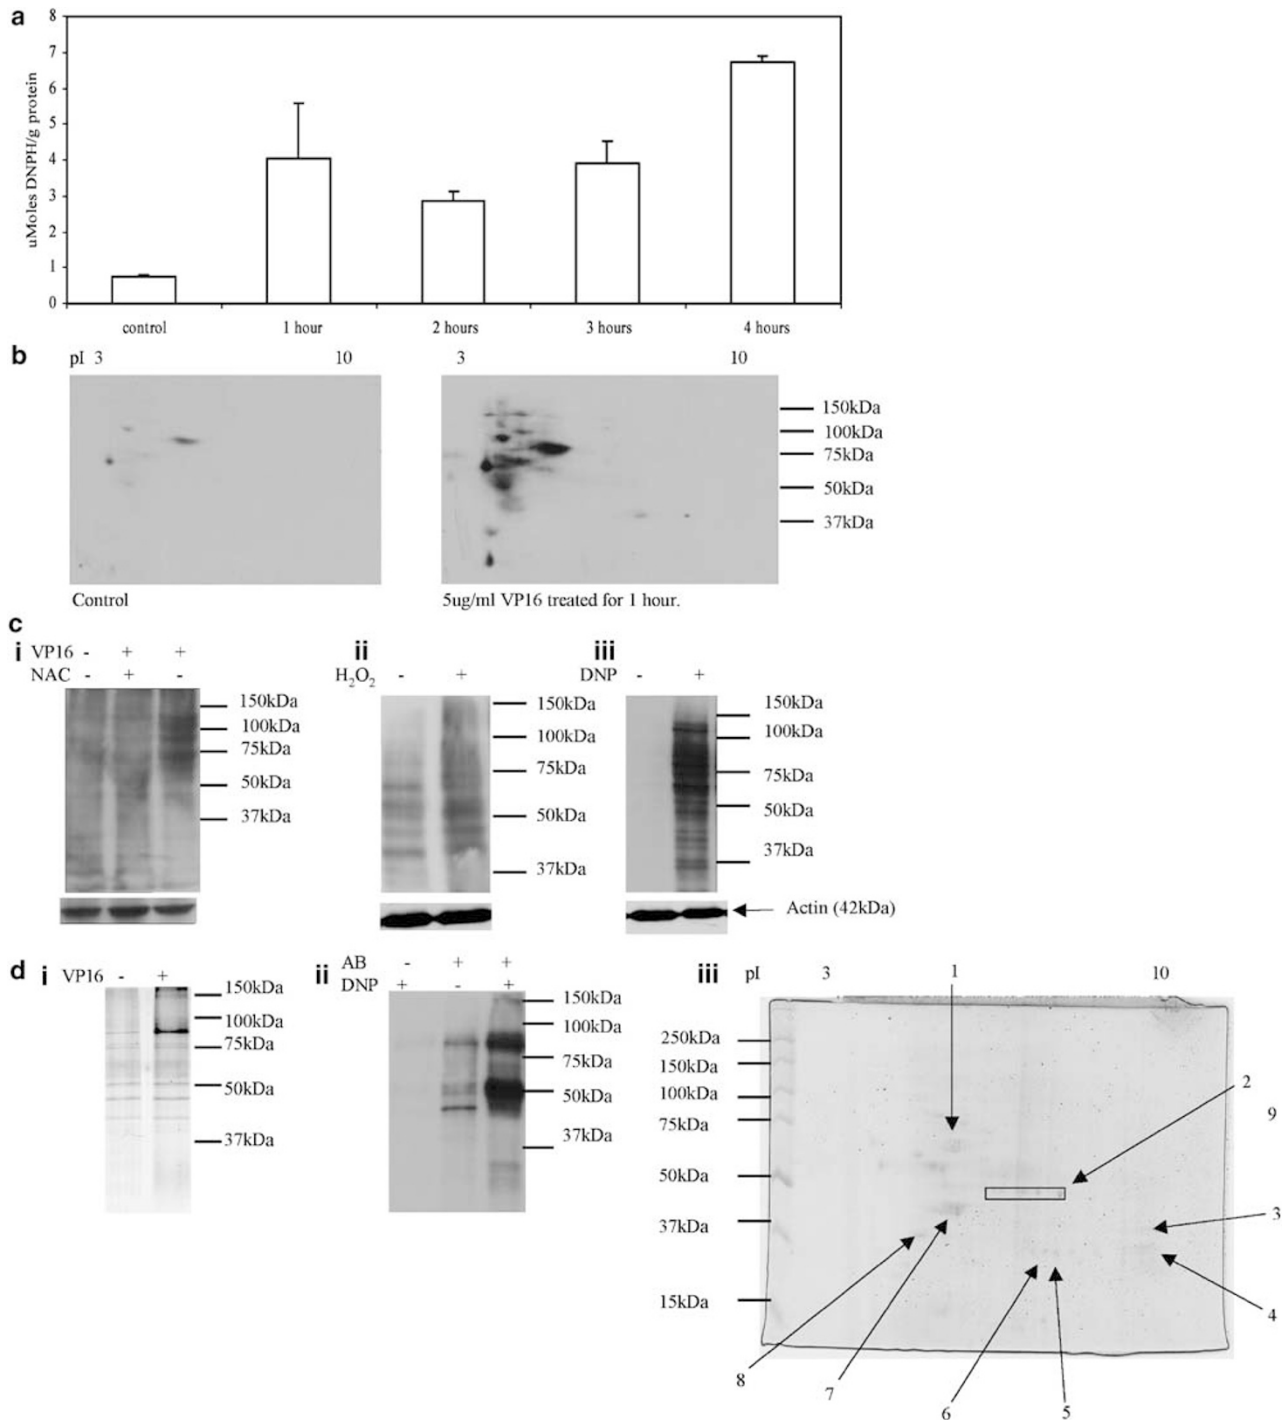 a
8
7
6
5
4
3
2
1
0
uMoles DNPH/g protein
control 1 hour 2 hours 3 hours 4 hours
b
pI 3 10 3 10
150kDa
100kDa
75kDa
50kDa
37kDa
Control
5ug/ml VP16 treated for 1 hour.
c
i VP16 - + +
NAC - + -
150kDa
100kDa
75kDa
50kDa
37kDa
ii
H2O2 - +
150kDa
100kDa
75kDa
50kDa
37kDa
iii
DNP - +
150kDa
100kDa
75kDa
50kDa
37kDa
Actin (42kDa)
d
i VP16 - +
150kDa
100kDa
75kDa
50kDa
37kDa
ii AB - + +
DNP + - +
150kDa
100kDa
75kDa
50kDa
37kDa
iii pI 3 1 10
250kDa
150kDa
100kDa
75kDa
50kDa
37kDa
15kDa
2
9
3
4
8
7
6
5